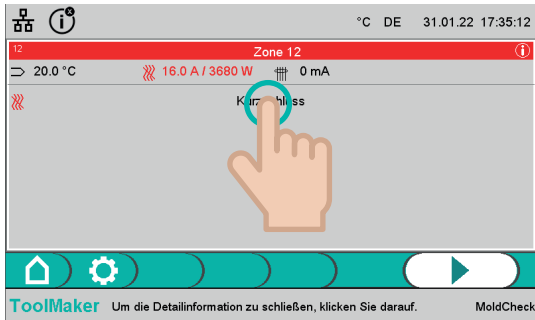 °C DE 31.01.22 17:35:12
12 Zone 12
20.0 °C 16.0 A / 3680 W 0 mA
ToolMaker Um die Detailinformation zu schließen, klicken Sie darauf. MoldCheck